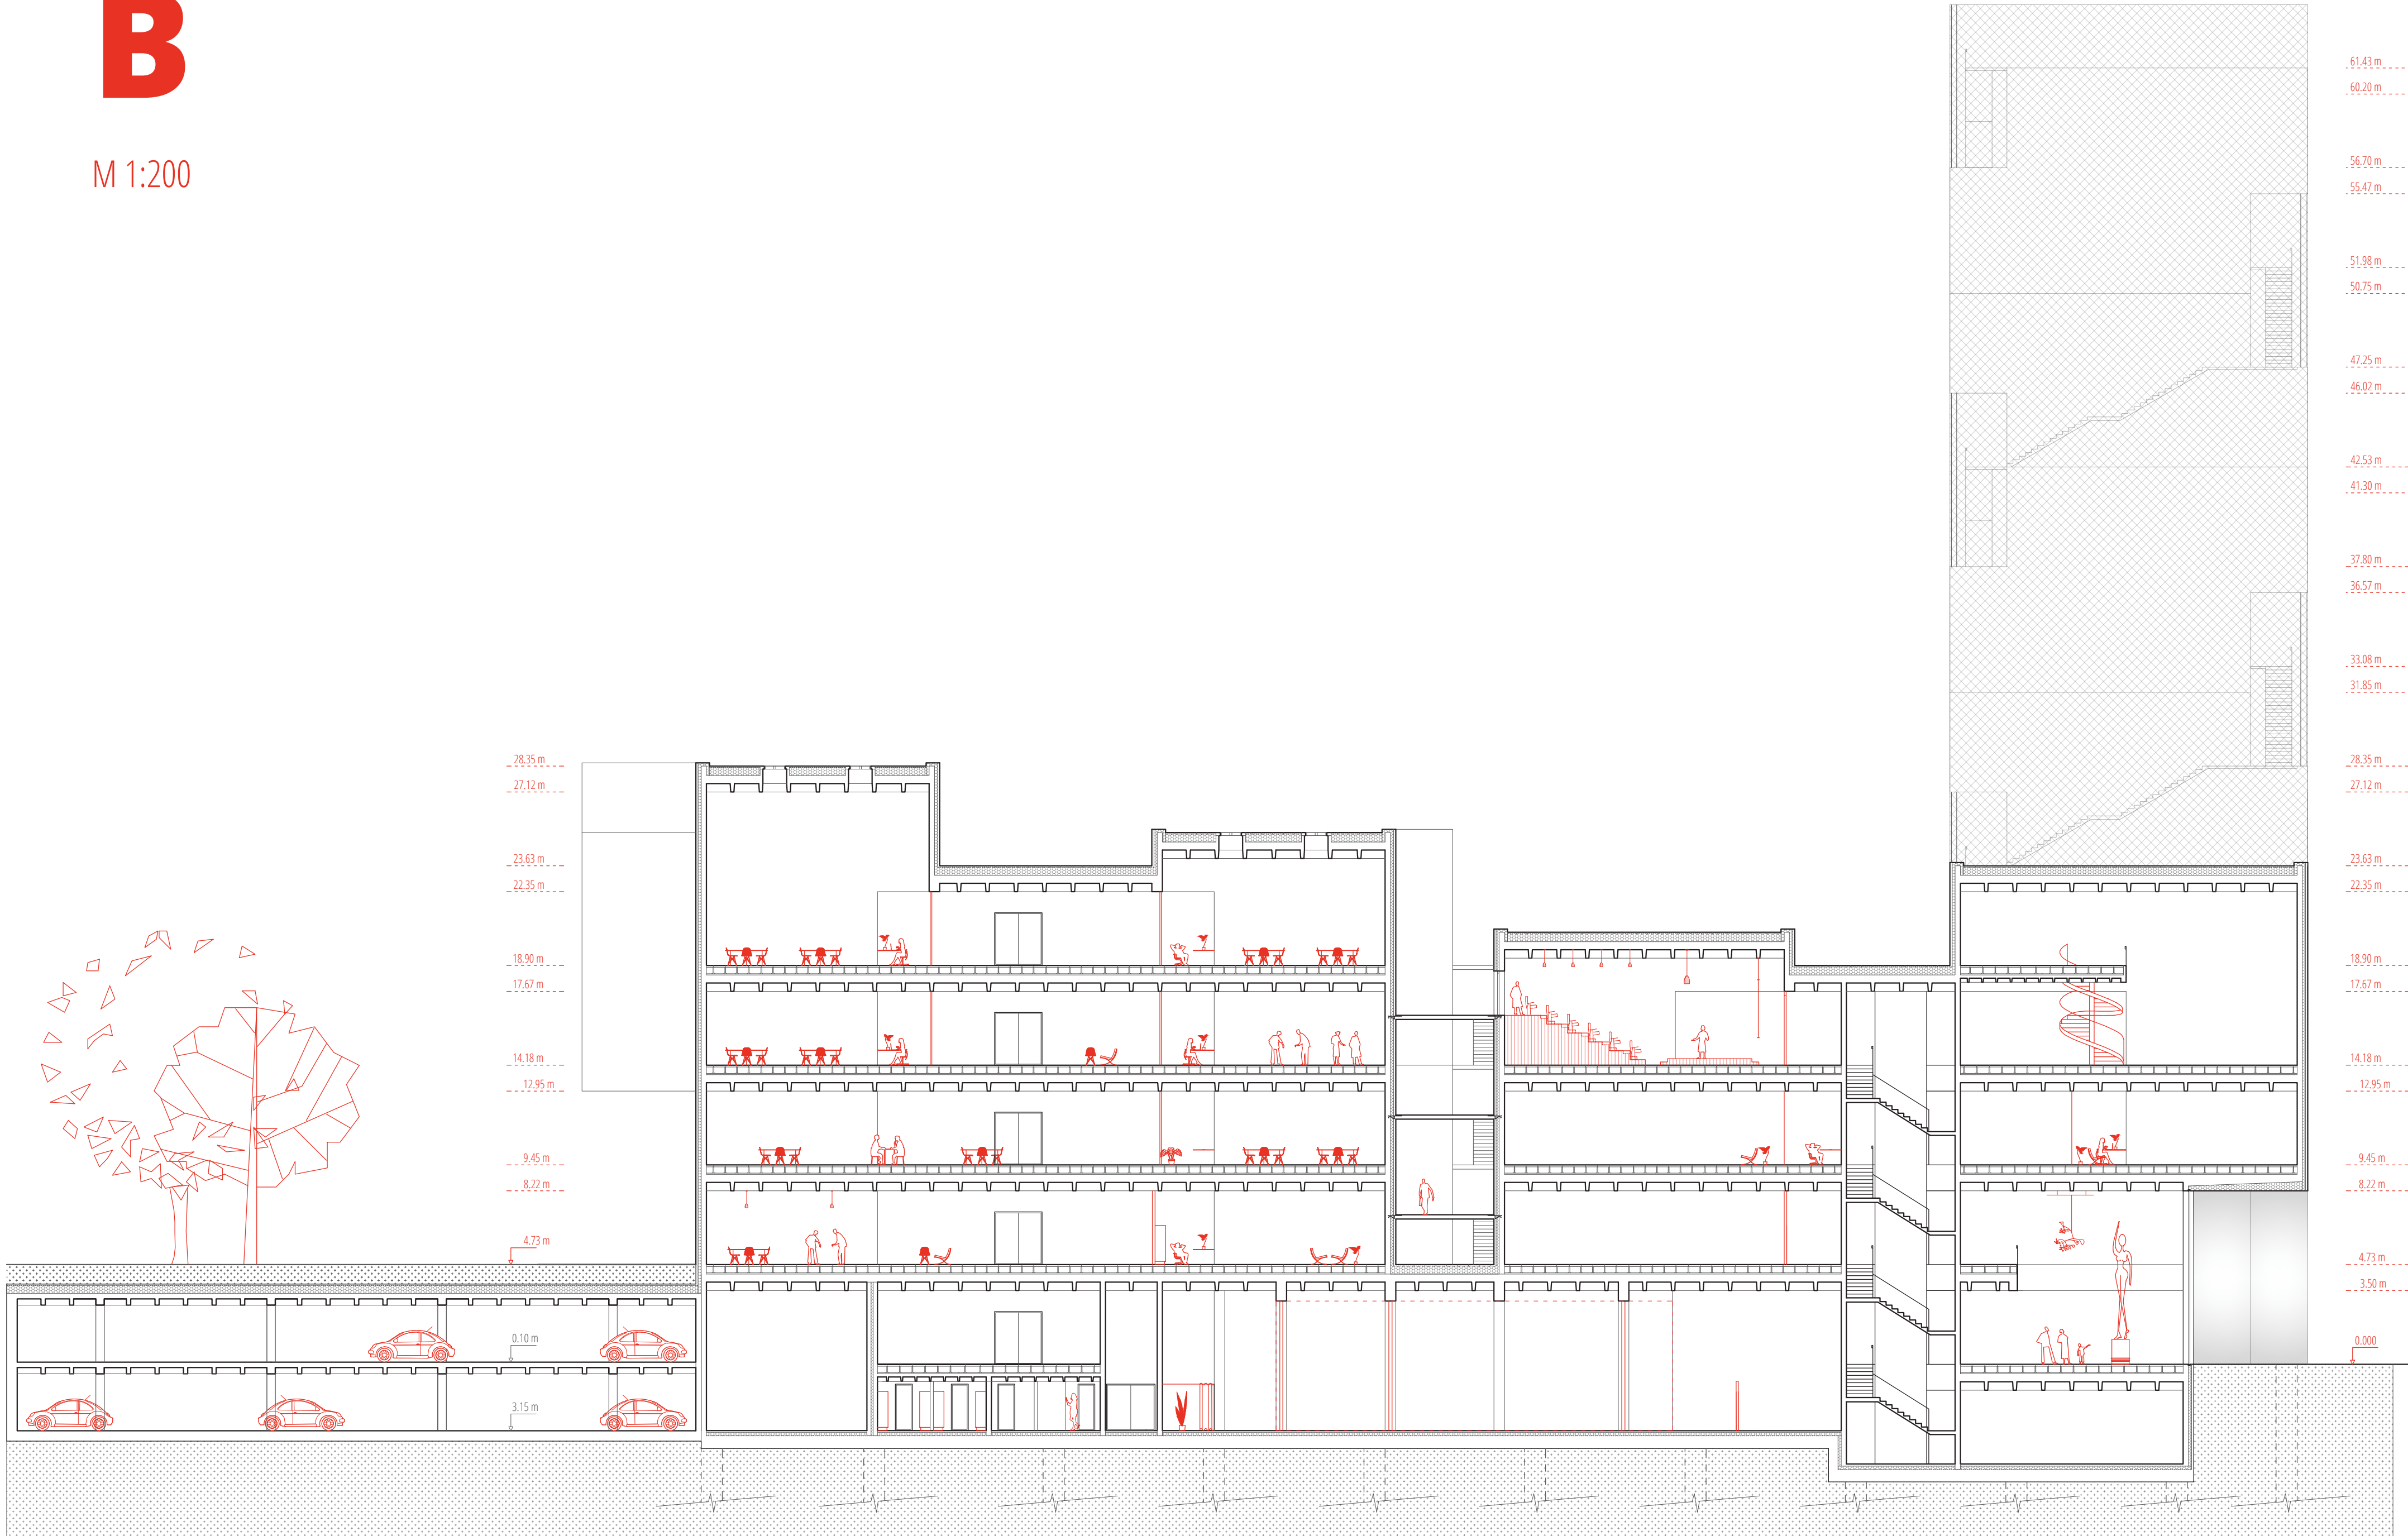 B
M 1:200
61.43 m
60.20 m
56.70 m
55.47 m
51.98 m
50.75 m
47.25 m
46.02 m
42.53 m
41.30 m
37.80 m
36.57 m
33.08 m
31.85 m
28.35 m
27.12 m
23.63 m
22.35 m
18.90 m
17.67 m
14.18 m
12.95 m
9.45 m
8.22 m
4.73 m
3.50 m
0.000
28.35 m
27.12 m
23.63 m
22.35 m
18.90 m
17.67 m
14.18 m
12.95 m
9.45 m
8.22 m
4.73 m
0.10 m
3.15 m